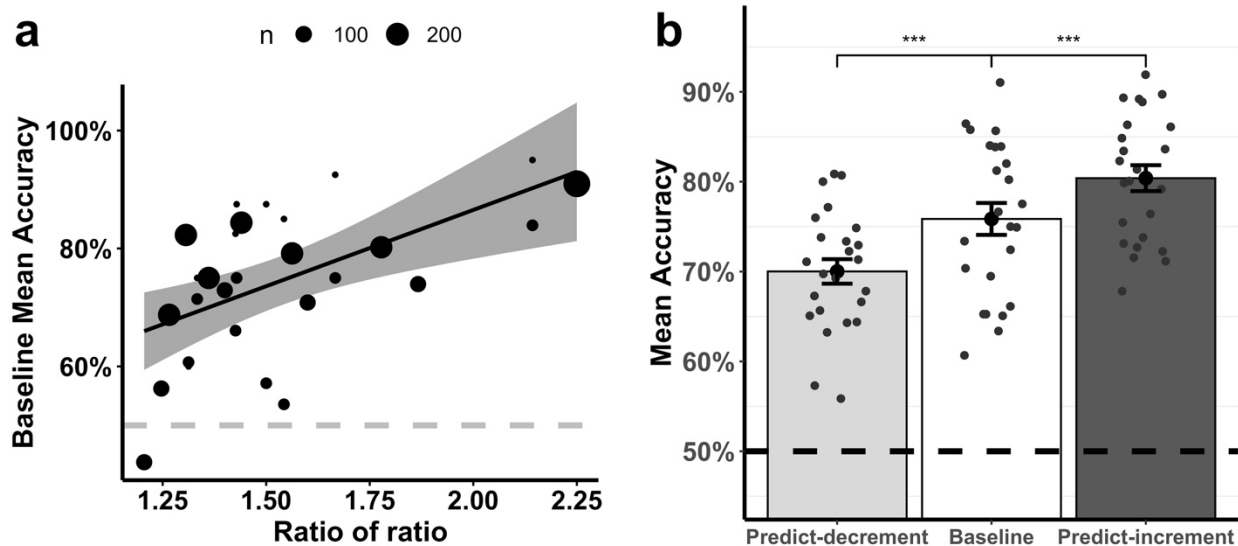 a
n 100 200
Baseline Mean Accuracy
100%
80%
60%
1.25 1.50 1.75 2.00 2.25
Ratio of ratio
b
*** ***
Mean Accuracy
90%
80%
70%
60%
50%
Predict-decrement Baseline Predict-increment